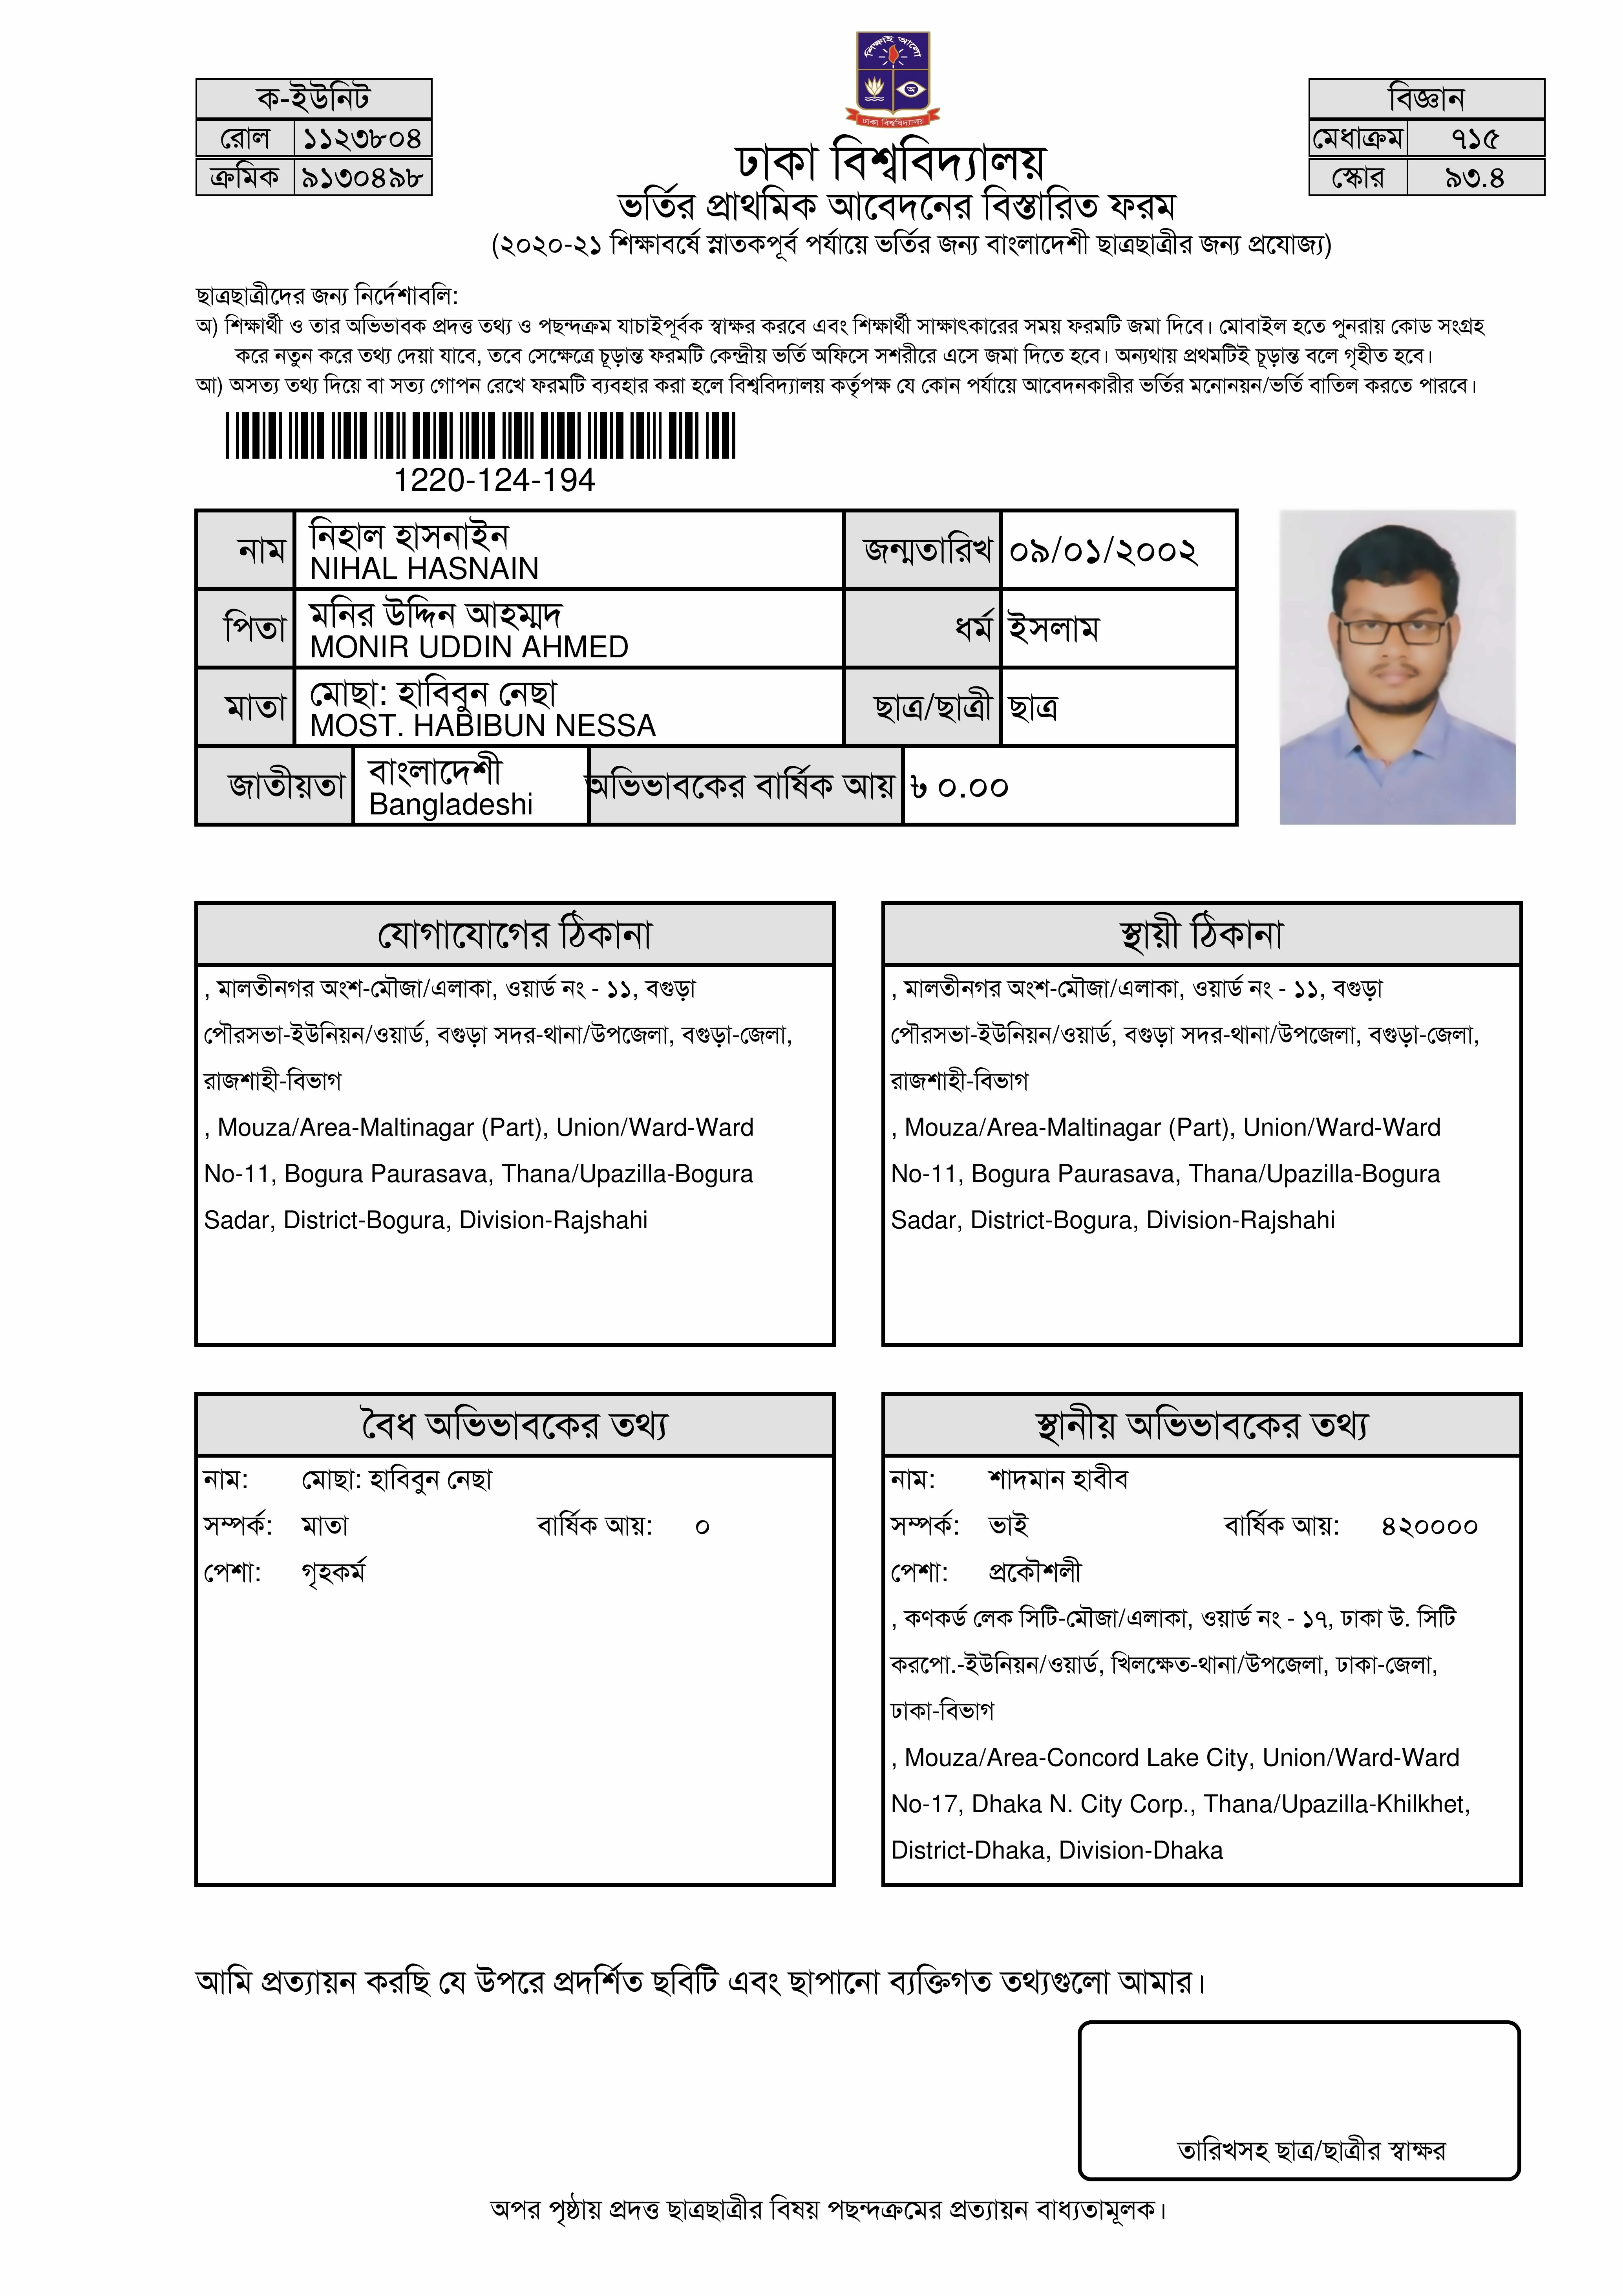 শিক্ষাই আলো
ঢাকা বিশ্ববিদ্যালয়
ক-ইউনিট
রোল ১১২৩৮০৪
ক্রমিক ৯১৩০৪৯৮
বিজ্ঞান
মেধাক্রম ৭১৫
স্কোর ৯৩.৪
ঢাকা বিশ্ববিদ্যালয়
ভর্তির প্রাথমিক আবেদনের বিস্তারিত ফরম
(২০২০-২১ শিক্ষাবর্ষে স্নাতকপূর্ব পর্যায়ে ভর্তির জন্য বাংলাদেশী ছাত্রছাত্রীর জন্য প্রযোজ্য)
ছাত্রছাত্রীদের জন্য নির্দেশাবলি:
অ) শিক্ষার্থী ও তার অভিভাবক প্রদত্ত তথ্য ও পছন্দক্রম যাচাইপূর্বক স্বাক্ষর করবে এবং শিক্ষার্থী সাক্ষাৎকারের সময় ফরমটি জমা দিবে। মোবাইল হতে পুনরায় কোড সংগ্রহ
করে নতুন করে তথ্য দেয়া যাবে, তবে সেক্ষেত্রে চূড়ান্ত ফরমটি কেন্দ্রীয় ভর্তি অফিসে সশরীরে এসে জমা দিতে হবে। অন্যথায় প্রথমটিই চূড়ান্ত বলে গৃহীত হবে।
আ) অসত্য তথ্য দিয়ে বা সত্য গোপন রেখে ফরমটি ব্যবহার করা হলে বিশ্ববিদ্যালয় কর্তৃপক্ষ যে কোন পর্যায়ে আবেদনকারীর ভর্তির মনোনয়ন/ভর্তি বাতিল করতে পারবে।
1220-124-194
নাম নিহাল হাসনাইন
NIHAL HASNAIN
জন্মতারিখ ০৯/০১/২০০২
পিতা মনির উদ্দিন আহম্মদ
MONIR UDDIN AHMED
ধর্ম ইসলাম
মাতা মোছা: হাবিবুন নেছা
MOST. HABIBUN NESSA
ছাত্র/ছাত্রী ছাত্র
জাতীয়তা বাংলাদেশী
Bangladeshi
অভিভাবকের বার্ষিক আয় ৳ ০.০০
যোগাযোগের ঠিকানা
, মালতীনগর অংশ-মৌজা/এলাকা, ওয়ার্ড নং - ১১, বগুড়া
পৌরসভা-ইউনিয়ন/ওয়ার্ড, বগুড়া সদর-থানা/উপজেলা, বগুড়া-জেলা,
রাজশাহী-বিভাগ
, Mouza/Area-Maltinagar (Part), Union/Ward-Ward
No-11, Bogura Paurasava, Thana/Upazilla-Bogura
Sadar, District-Bogura, Division-Rajshahi
স্থায়ী ঠিকানা
, মালতীনগর অংশ-মৌজা/এলাকা, ওয়ার্ড নং - ১১, বগুড়া
পৌরসভা-ইউনিয়ন/ওয়ার্ড, বগুড়া সদর-থানা/উপজেলা, বগুড়া-জেলা,
রাজশাহী-বিভাগ
, Mouza/Area-Maltinagar (Part), Union/Ward-Ward
No-11, Bogura Paurasava, Thana/Upazilla-Bogura
Sadar, District-Bogura, Division-Rajshahi
বৈধ অভিভাবকের তথ্য
নাম: মোছা: হাবিবুন নেছা
সম্পর্ক: মাতা বার্ষিক আয়: ০
পেশা: গৃহকর্ম
স্থানীয় অভিভাবকের তথ্য
নাম: শাদমান হাবীব
সম্পর্ক: ভাই বার্ষিক আয়: ৪২০০০০
পেশা: প্রকৌশলী
, কণকর্ড লেক সিটি-মৌজা/এলাকা, ওয়ার্ড নং - ১৭, ঢাকা উ. সিটি
করপো.-ইউনিয়ন/ওয়ার্ড, খিলক্ষেত-থানা/উপজেলা, ঢাকা-জেলা,
ঢাকা-বিভাগ
, Mouza/Area-Concord Lake City, Union/Ward-Ward
No-17, Dhaka N. City Corp., Thana/Upazilla-Khilkhet,
District-Dhaka, Division-Dhaka
আমি প্রত্যায়ন করছি যে উপরে প্রদর্শিত ছবিটি এবং ছাপানো ব্যক্তিগত তথ্যগুলো আমার।
তারিখসহ ছাত্র/ছাত্রীর স্বাক্ষর
অপর পৃষ্ঠায় প্রদত্ত ছাত্রছাত্রীর বিষয় পছন্দক্রমের প্রত্যায়ন বাধ্যতামূলক।